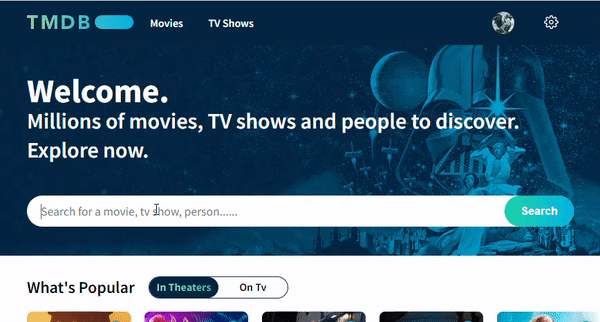 TMDB
Movies
TV Shows
Welcome.
Millions of movies, TV shows and people to discover.
Explore now.
Search for a movie, tv show, person......
Search
What's Popular
In Theaters
On Tv